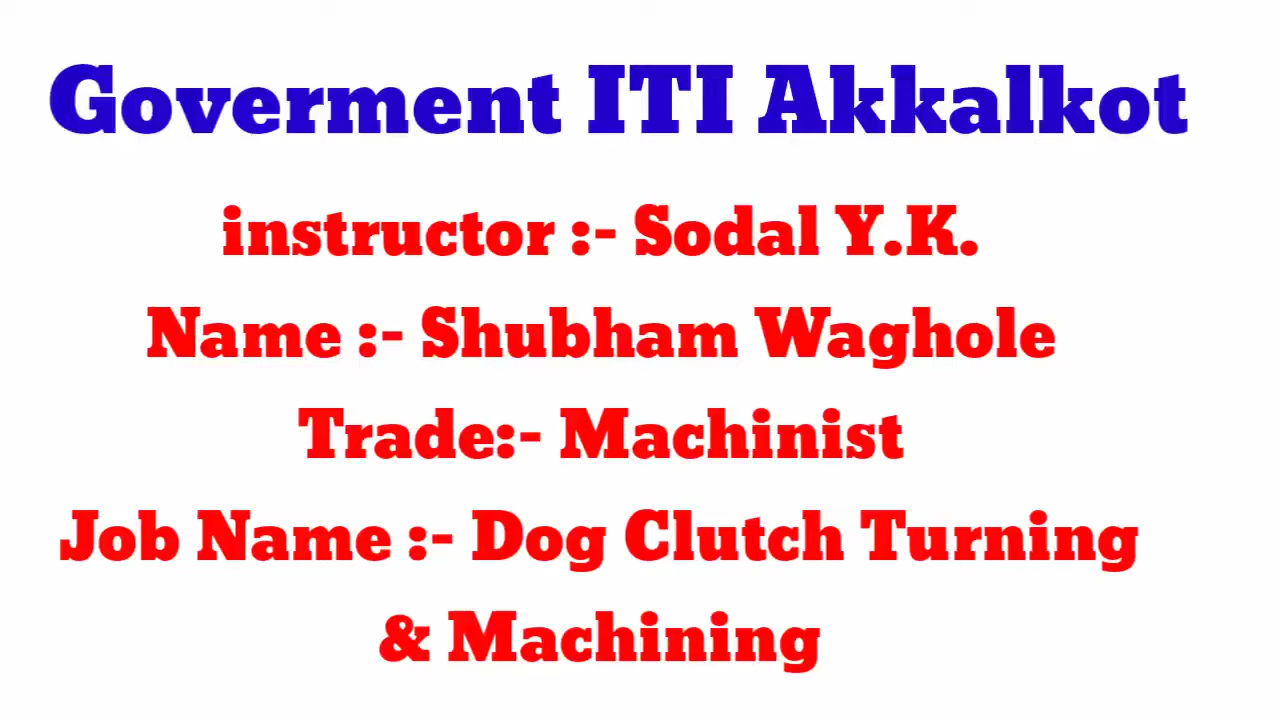 Goverment ITI Akkalkot
instructor :- Sodal Y.K.
Name :- Shubham Waghole
Trade:- Machinist
Job Name :- Dog Clutch Turning
& Machining